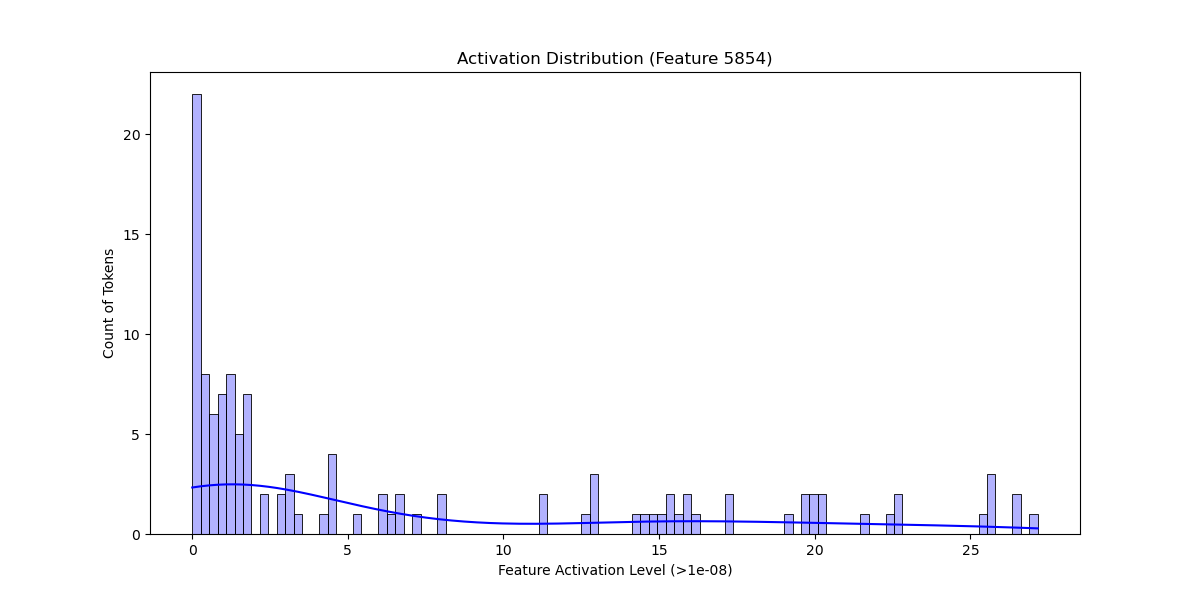 Activation Distribution (Feature 5854)
Count of Tokens
20
15
10
5
0
0 5 10 15 20 25
Feature Activation Level (>1e-08)